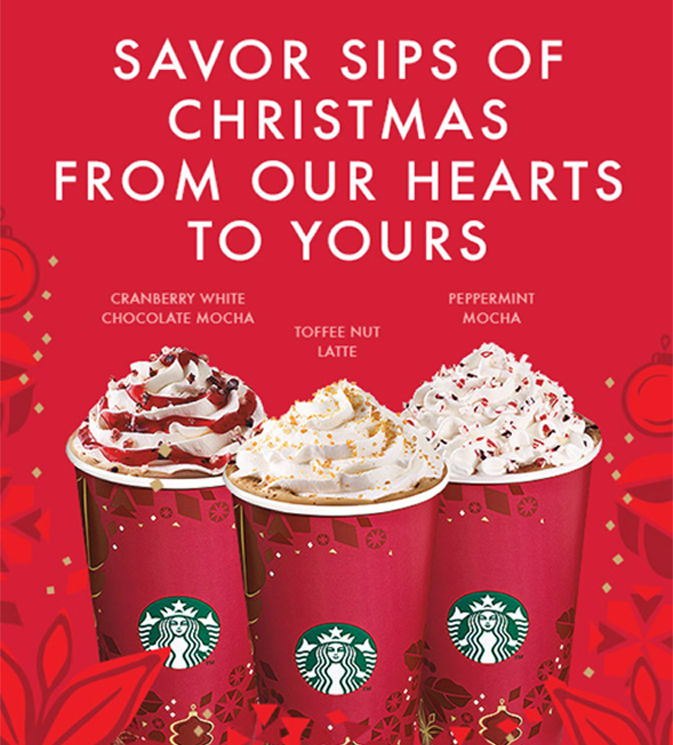 SAVOR SIPS OF
CHRISTMAS
FROM OUR HEARTS
TO YOURS
CRANBERRY WHITE
CHOCOLATE MOCHA
TOFFEE NUT
LATTE
PEPPERMINT
MOCHA